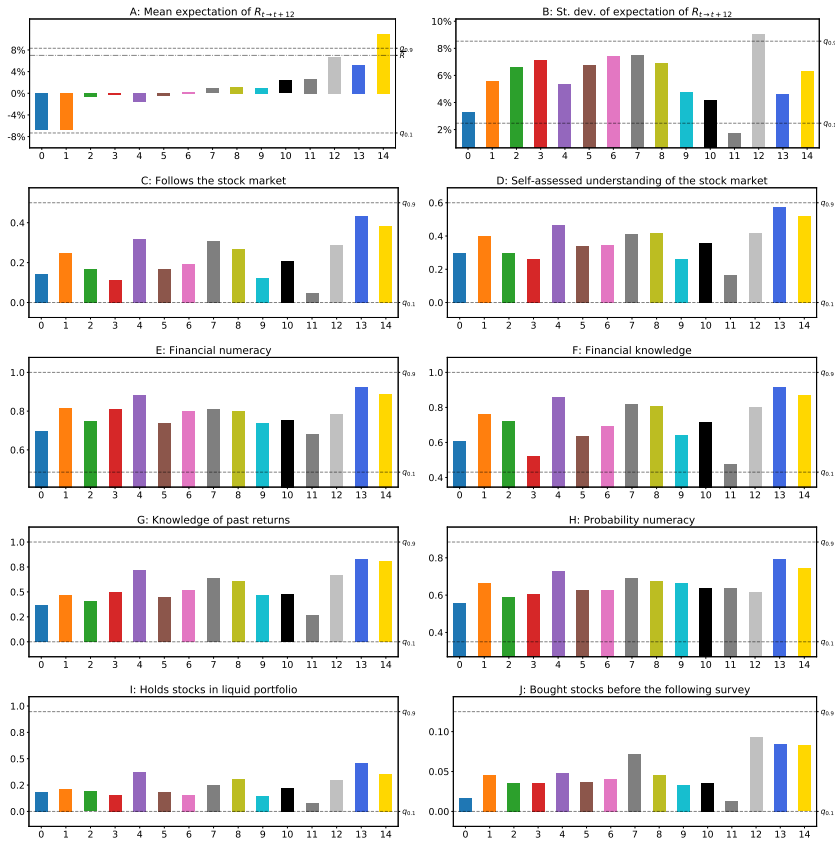 A: Mean expectation of R_{t→t+12}
8%
4%
0%
-4%
-8%
q_{0.9}
q_{0.1}
0 1 2 3 4 5 6 7 8 9 10 11 12 13 14
B: St. dev. of expectation of R_{t→t+12}
10%
8%
6%
4%
2%
q_{0.9}
q_{0.1}
0 1 2 3 4 5 6 7 8 9 10 11 12 13 14
C: Follows the stock market
0.4
0.2
0.0
q_{0.9}
q_{0.1}
0 1 2 3 4 5 6 7 8 9 10 11 12 13 14
D: Self-assessed understanding of the stock market
0.6
0.4
0.2
0.0
q_{0.9}
q_{0.1}
0 1 2 3 4 5 6 7 8 9 10 11 12 13 14
E: Financial numeracy
1.0
0.8
0.6
q_{0.9}
q_{0.1}
0 1 2 3 4 5 6 7 8 9 10 11 12 13 14
F: Financial knowledge
1.0
0.8
0.6
0.4
q_{0.9}
q_{0.1}
0 1 2 3 4 5 6 7 8 9 10 11 12 13 14
G: Knowledge of past returns
1.0
0.8
0.5
0.2
0.0
q_{0.9}
q_{0.1}
0 1 2 3 4 5 6 7 8 9 10 11 12 13 14
H: Probability numeracy
0.8
0.6
0.4
q_{0.9}
q_{0.1}
0 1 2 3 4 5 6 7 8 9 10 11 12 13 14
I: Holds stocks in liquid portfolio
1.0
0.8
0.5
0.2
0.0
q_{0.9}
q_{0.1}
0 1 2 3 4 5 6 7 8 9 10 11 12 13 14
J: Bought stocks before the following survey
0.10
0.05
0.00
q_{0.9}
q_{0.1}
0 1 2 3 4 5 6 7 8 9 10 11 12 13 14